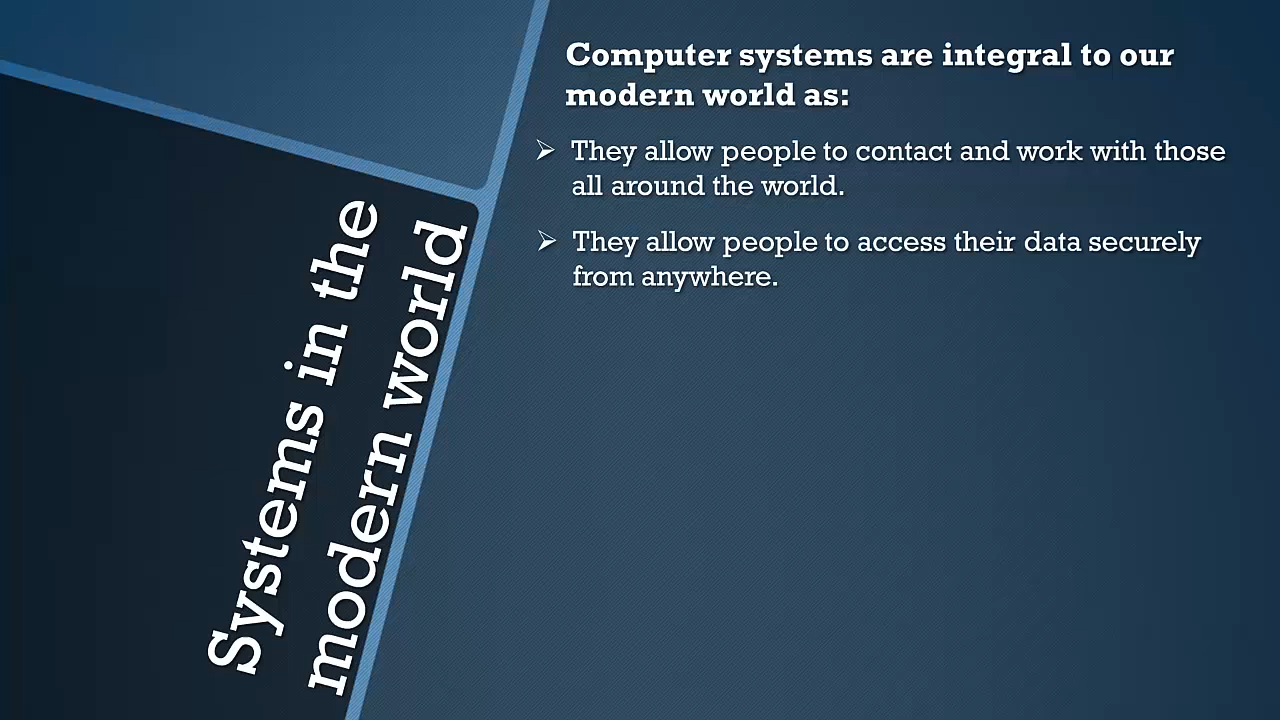 Systems in the
modern world
Computer systems are integral to our
modern world as:
They allow people to contact and work with those
all around the world.
They allow people to access their data securely
from anywhere.